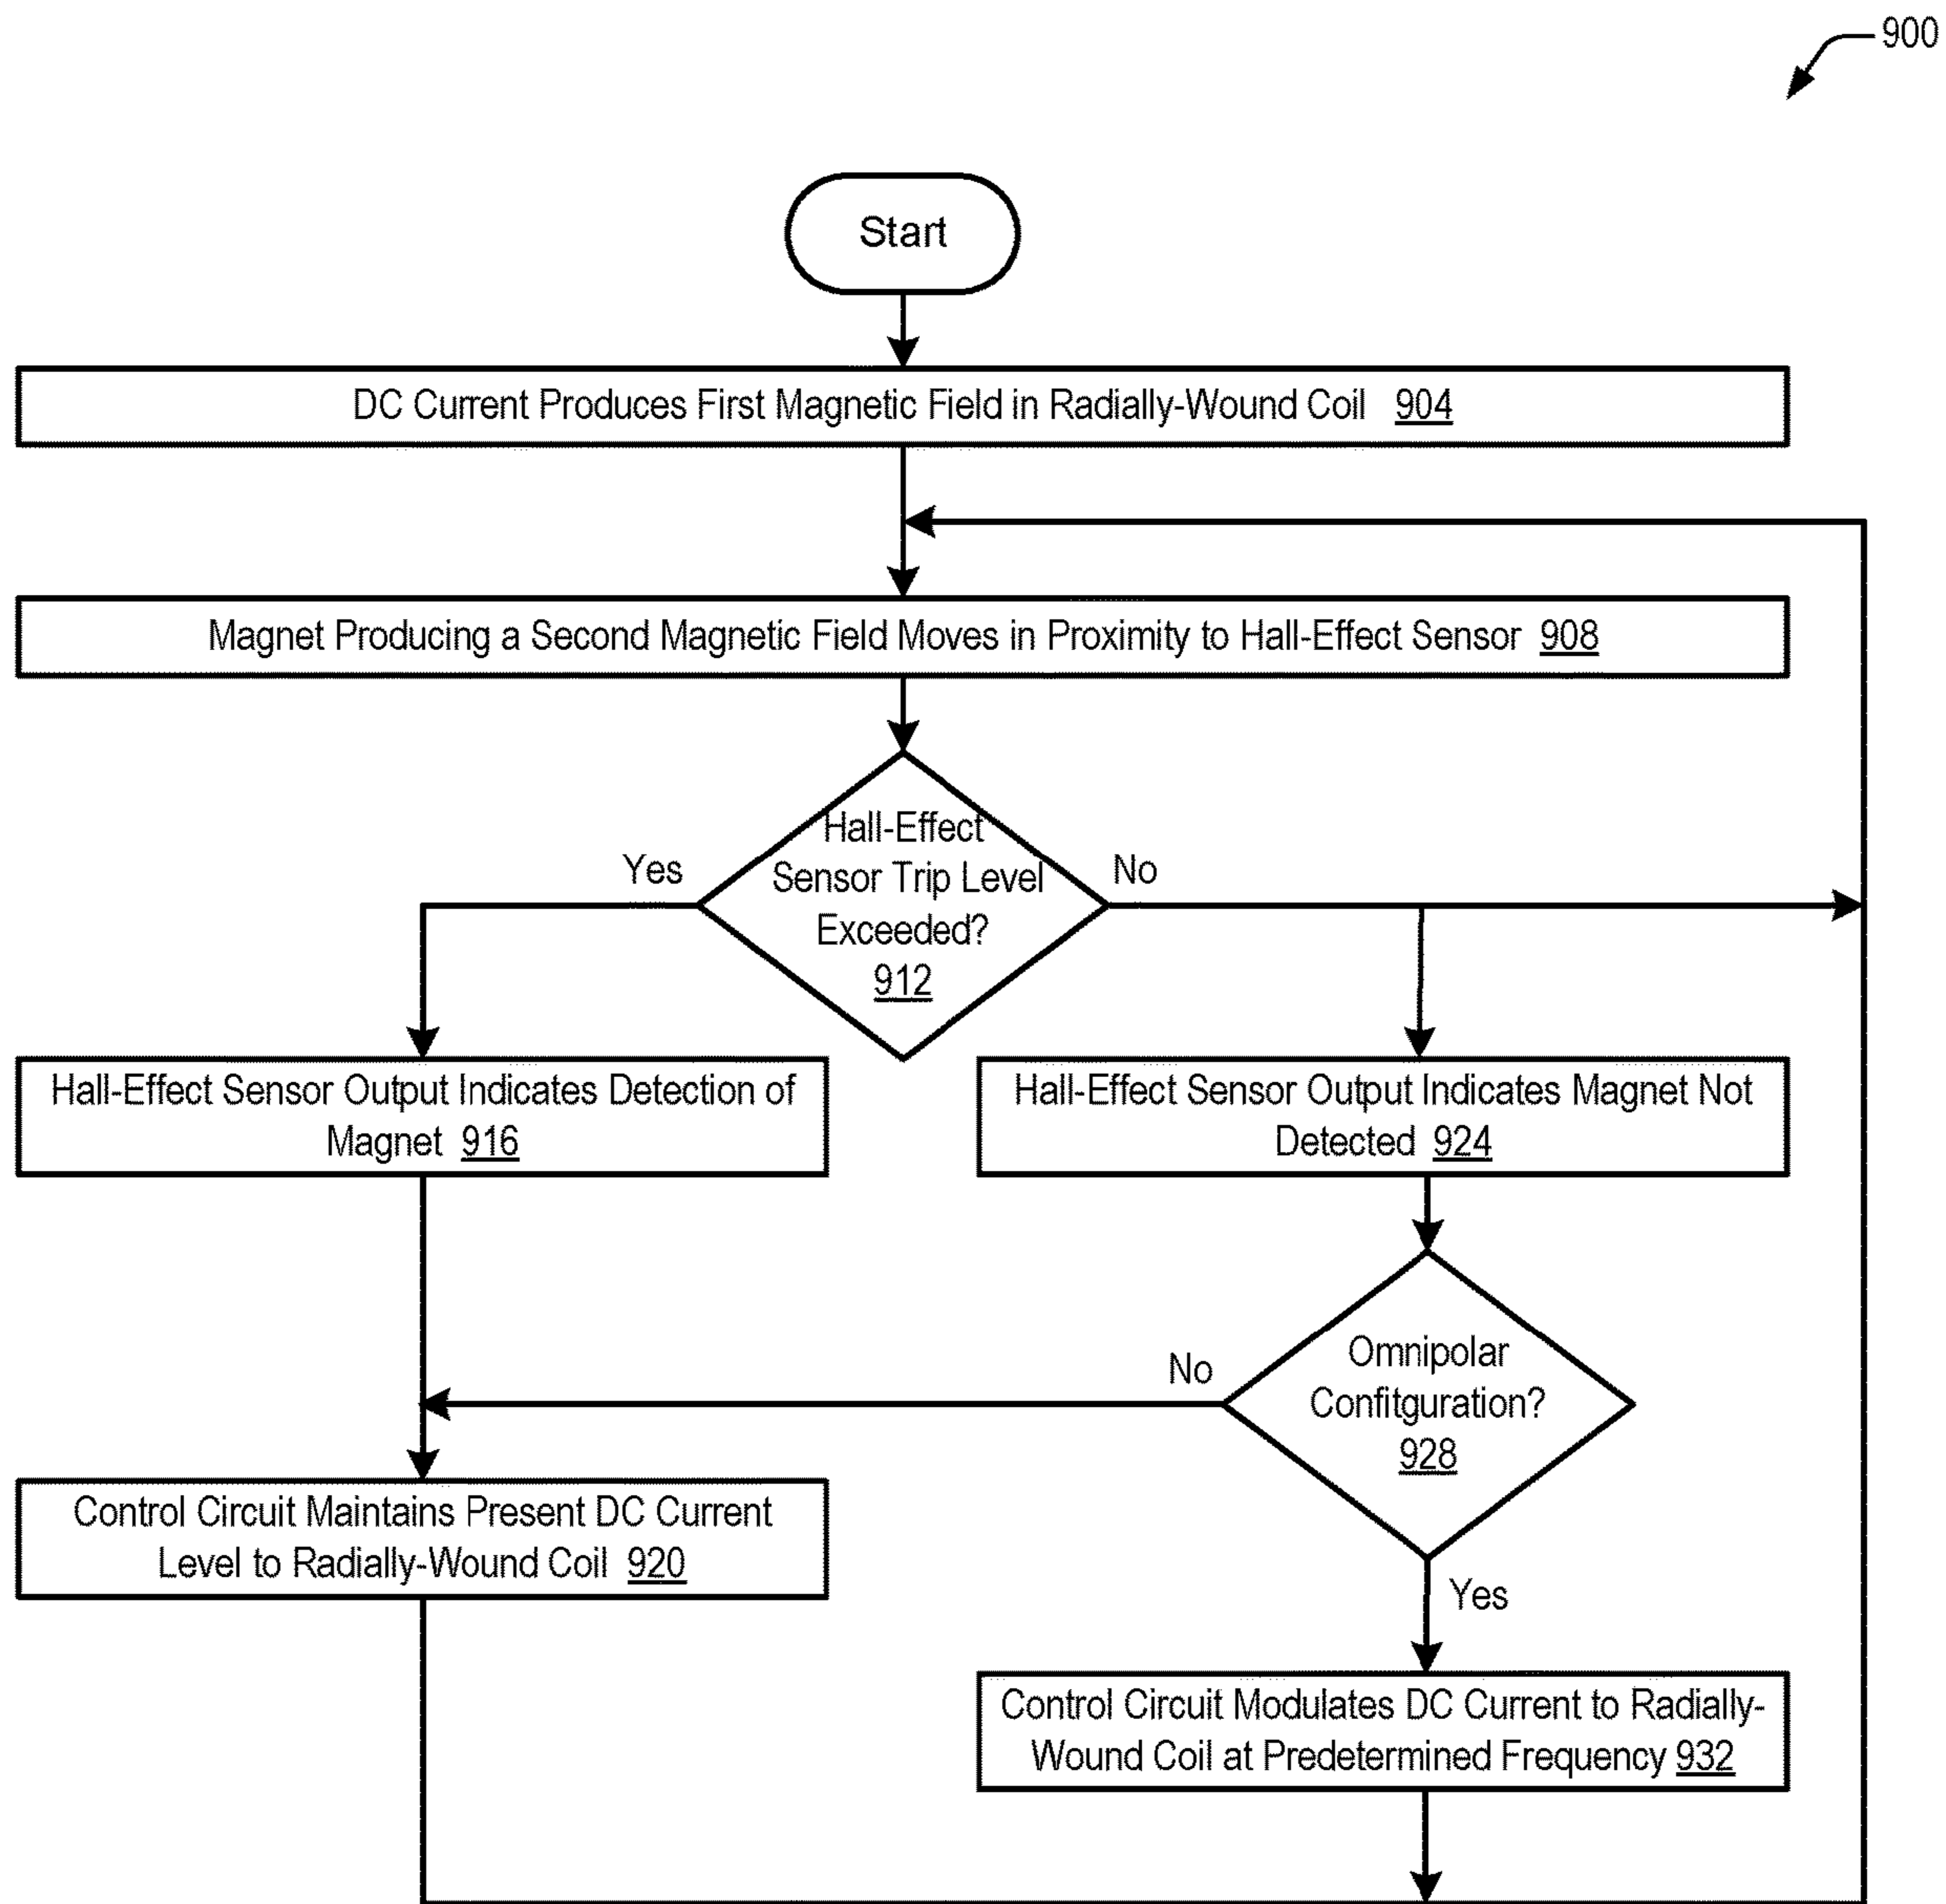 900
Start
DC Current Produces First Magnetic Field in Radially-Wound Coil 904
Magnet Producing a Second Magnetic Field Moves in Proximity to Hall-Effect Sensor 908
Hall-Effect
Sensor Trip Level
Exceeded?
912
Yes
No
Hall-Effect Sensor Output Indicates Detection of
Magnet 916
Hall-Effect Sensor Output Indicates Magnet Not
Detected 924
Omnipolar
Confitguration?
928
No
Yes
Control Circuit Maintains Present DC Current
Level to Radially-Wound Coil 920
Control Circuit Modulates DC Current to Radially-
Wound Coil at Predetermined Frequency 932